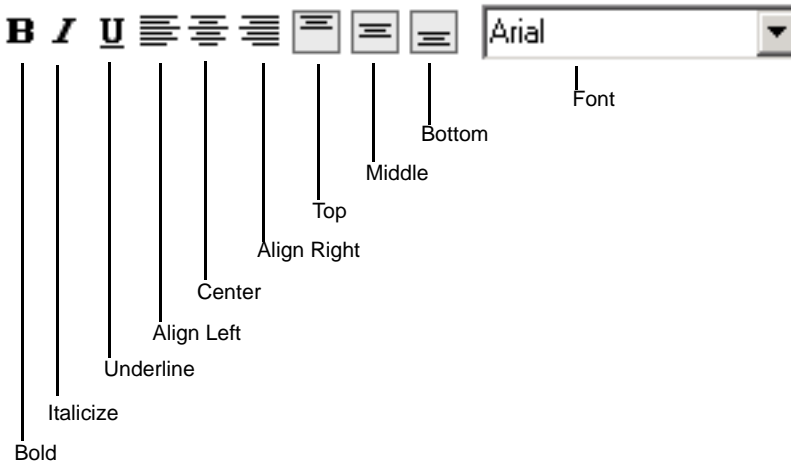 B I U Arial
Font
Bottom
Middle
Top
Align Right
Center
Align Left
Underline
Italicize
Bold